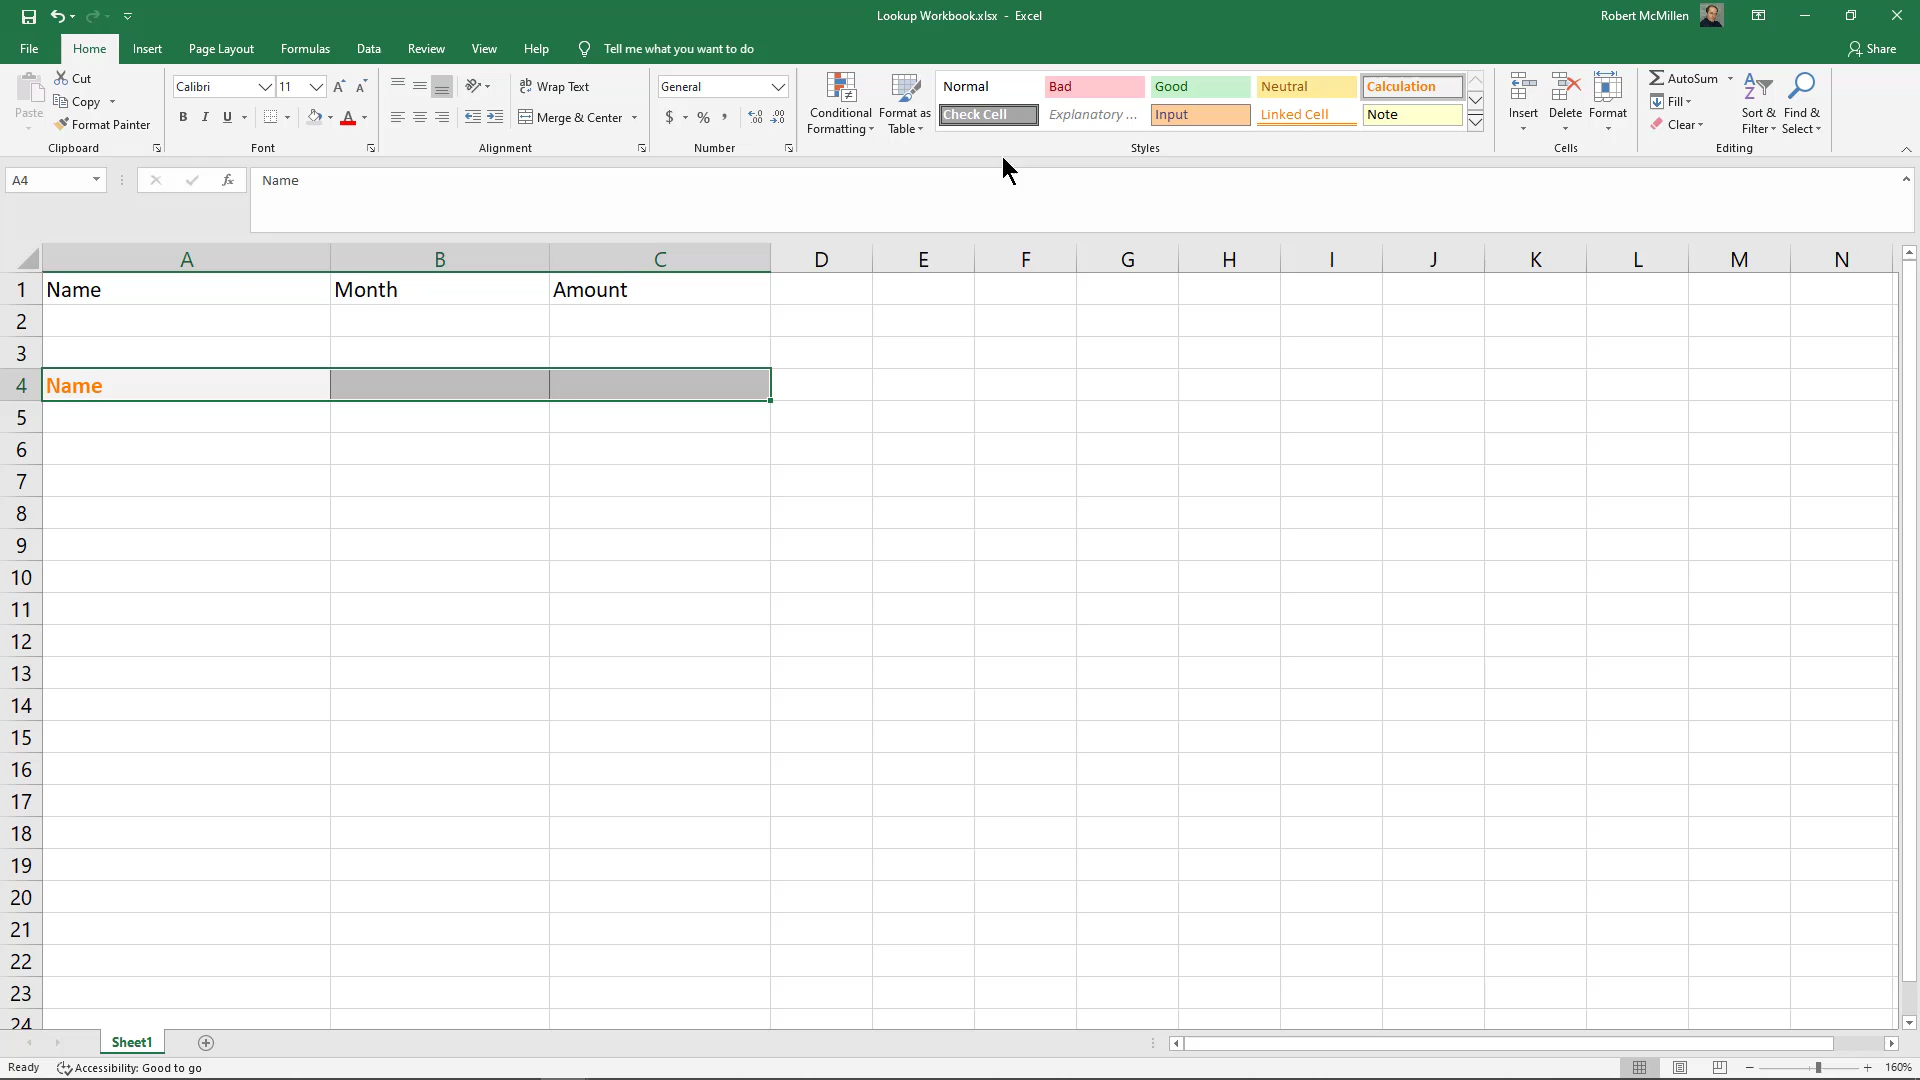 Lookup Workbook.xlsx - Excel
Robert McMillen
File Home Insert Page Layout Formulas Data Review View Help Tell me what you want to do Share
Paste
Cut
Copy
Format Painter
Clipboard
Calibri 11
B I U
Font
Wrap Text
Merge & Center
Alignment
General
$ % ,
Number
Conditional Formatting
Format as Table
Normal Bad Good Neutral Calculation
Check Cell Explanatory ... Input Linked Cell Note
Styles
Insert Delete Format
Cells
AutoSum
Fill
Clear
Sort & Filter
Find & Select
Editing
A4 fx Name
A B C D E F G H I J K L M N
1 Name Month Amount
2
3
4 Name
5
6
7
8
9
10
11
12
13
14
15
16
17
18
19
20
21
22
23
24
Sheet1
Ready Accessibility: Good to go 160%